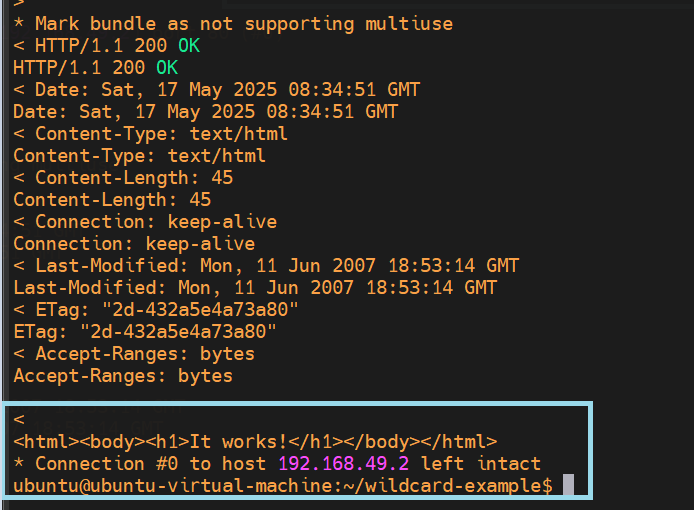 >
* Mark bundle as not supporting multiuse
< HTTP/1.1 200 OK
HTTP/1.1 200 OK
< Date: Sat, 17 May 2025 08:34:51 GMT
Date: Sat, 17 May 2025 08:34:51 GMT
< Content-Type: text/html
Content-Type: text/html
< Content-Length: 45
Content-Length: 45
< Connection: keep-alive
Connection: keep-alive
< Last-Modified: Mon, 11 Jun 2007 18:53:14 GMT
Last-Modified: Mon, 11 Jun 2007 18:53:14 GMT
< ETag: "2d-432a5e4a73a80"
ETag: "2d-432a5e4a73a80"
< Accept-Ranges: bytes
Accept-Ranges: bytes
<
<html><body><h1>It works!</h1></body></html>
* Connection #0 to host 192.168.49.2 left intact
ubuntu@ubuntu-virtual-machine:~/wildcard-example$